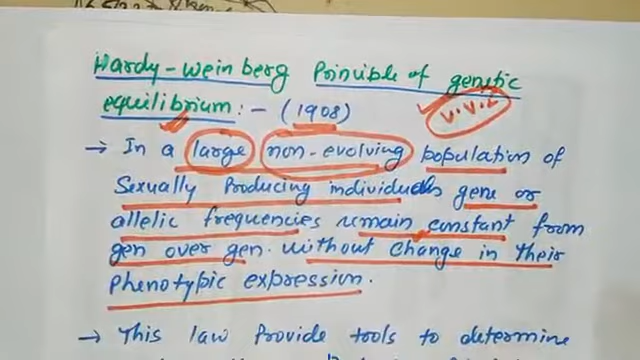 Hardy-Weinberg Principle of genetic
equilibrium :- (1908) V.V.I
→ In a large non-evolving population of
Sexually Producing individuals gene or
allelic frequencies remain constant from
gen over gen. without change in their
Phenotypic expression.
→ This law Provide tools to determine